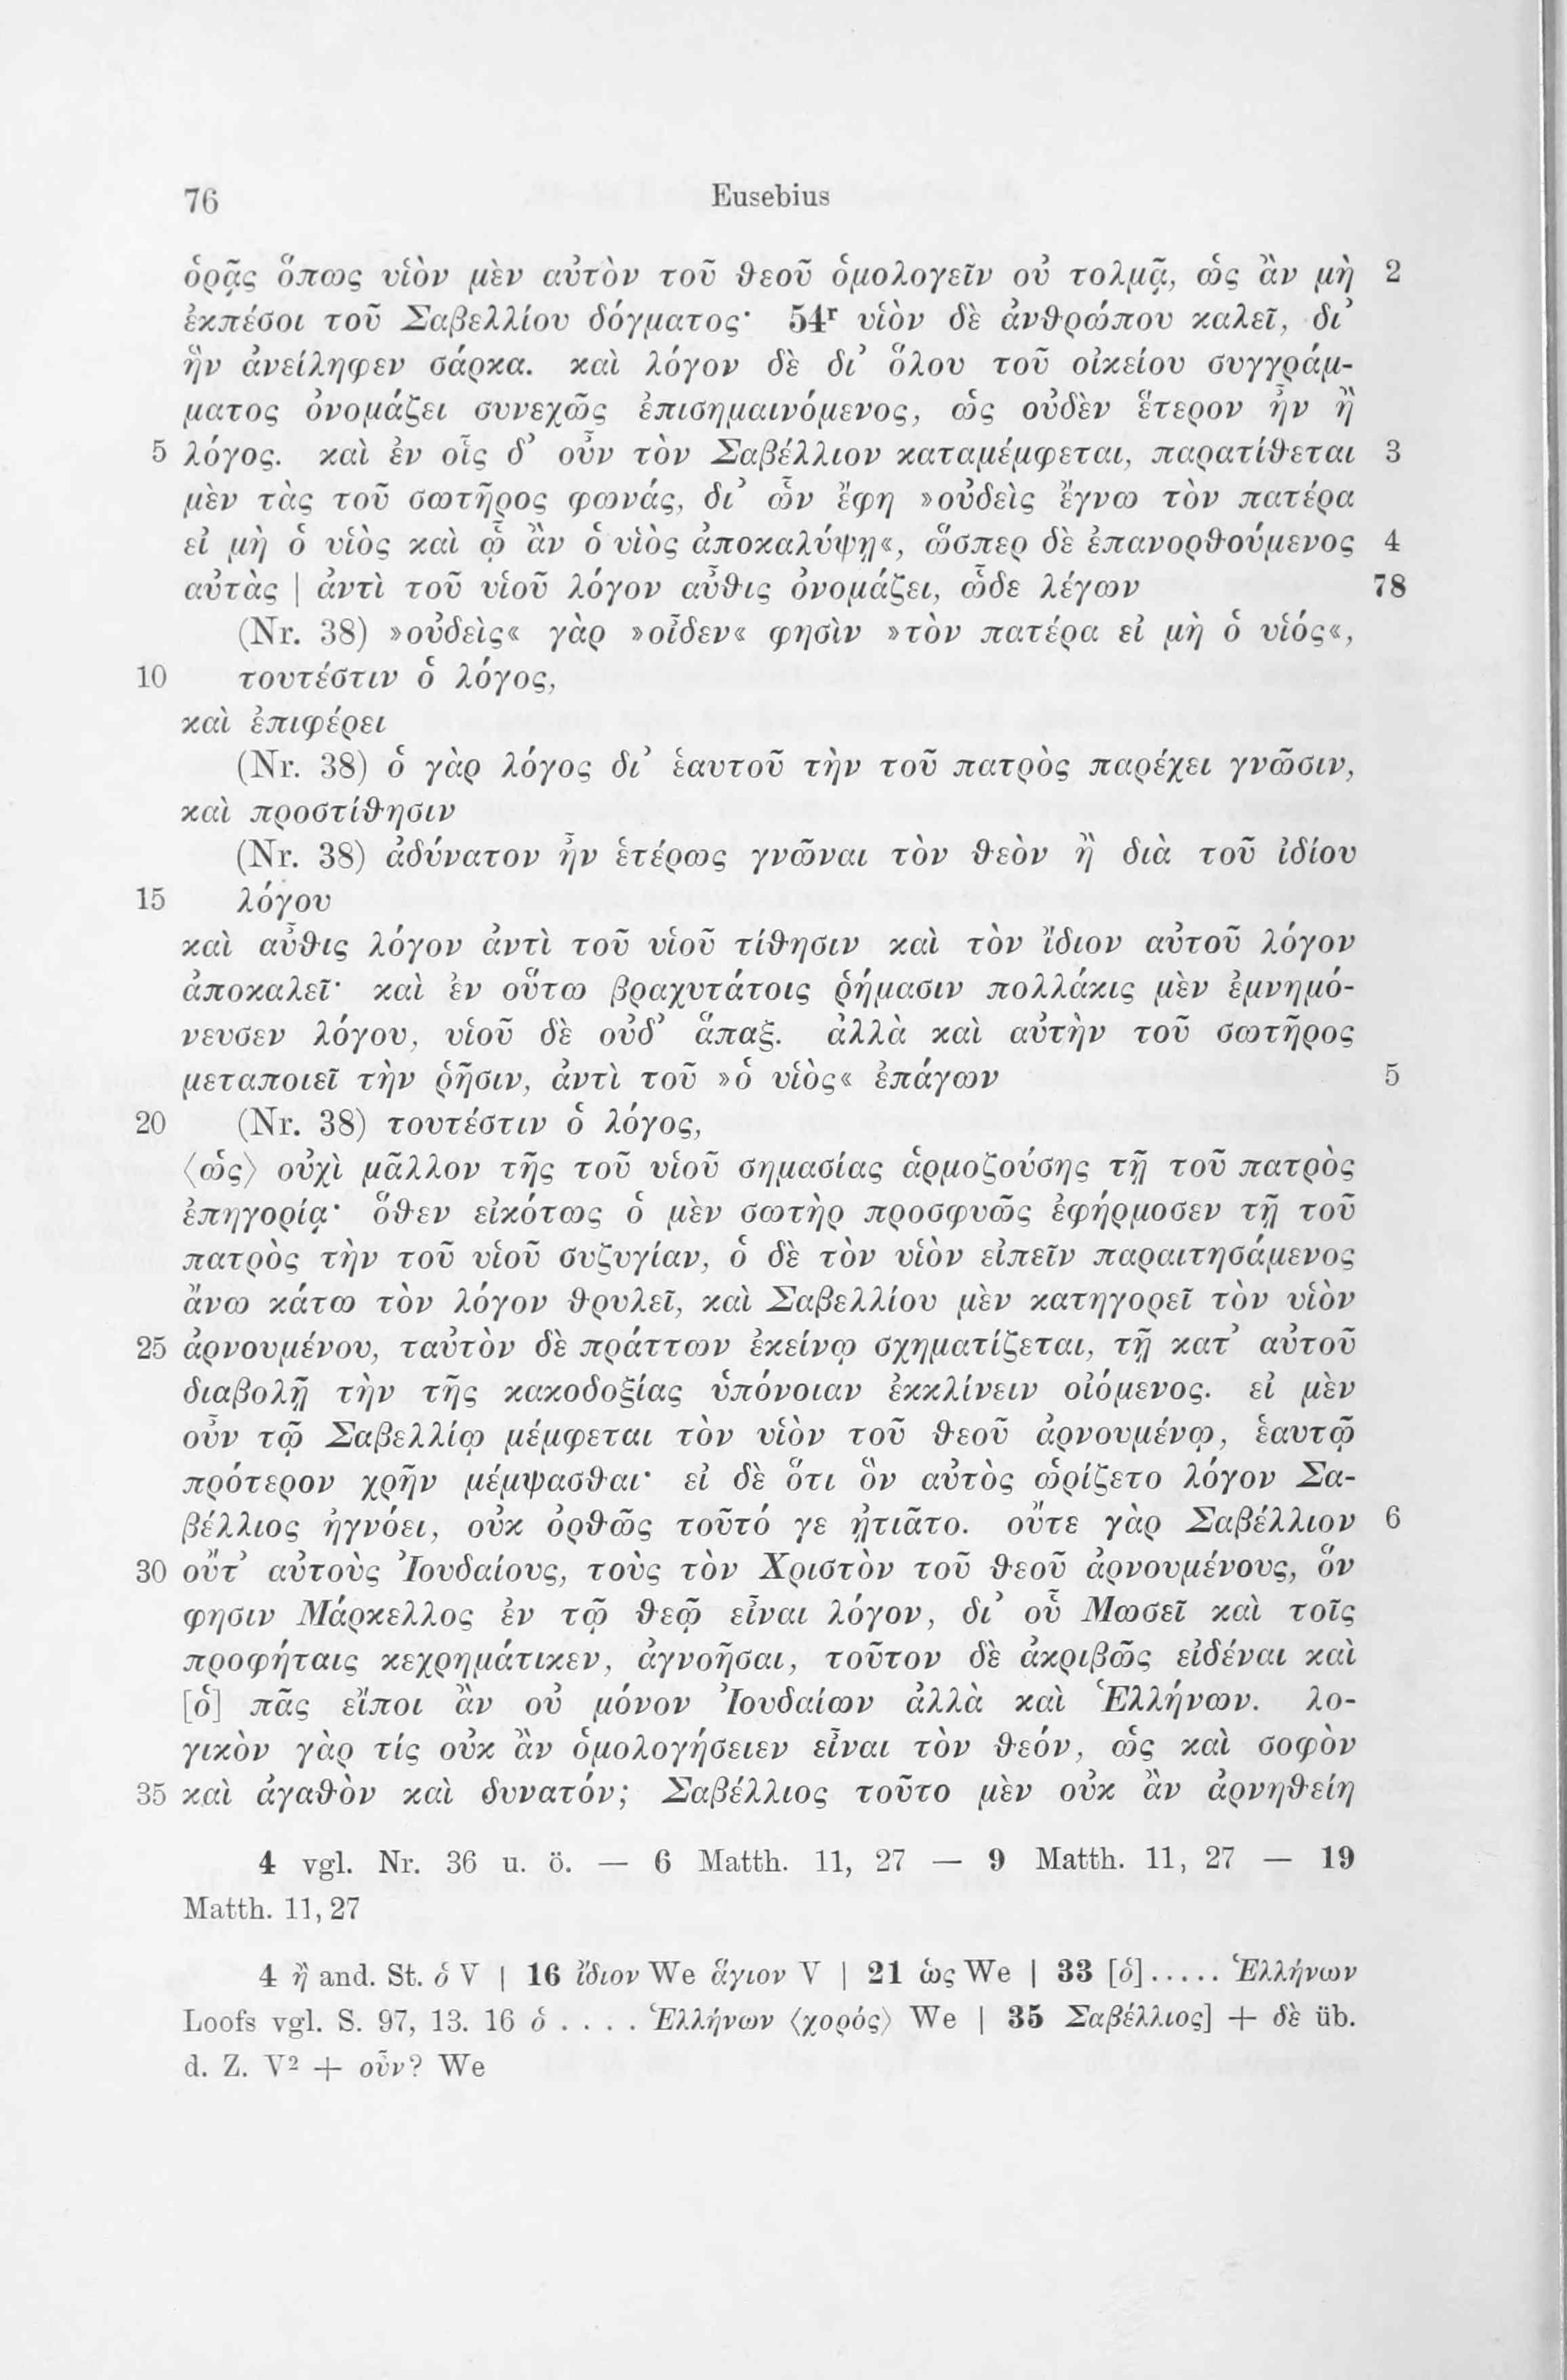 76 Eusebius
ὁρᾷς ὅπως υἱὸν μὲν αὐτὸν τοῦ θεοῦ ὁμολογεῖν οὐ τολμᾷ, ὡς ἂν μὴ 2
ἐκπέσοι τοῦ Σαβελλίου δόγματος· 54r υἱὸν δὲ ἀνθρώπου καλεῖ, δι’
ἣν ἀνείληφεν σάρκα. καὶ λόγον δὲ δι’ ὅλου τοῦ οἰκείου συγγράμ-
ματος ὀνομάζει συνεχῶς ἐπισημαινόμενος, ὡς οὐδὲν ἕτερον ἦν ἢ
5 λόγος. καὶ ἐν οἷς δ’ οὖν τὸν Σαβέλλιον καταμέμφεται, παρατίθεται 3
μὲν τὰς τοῦ σωτῆρος φωνάς, δι’ ὧν ἔφη »οὐδεὶς ἔγνω τὸν πατέρα
εἰ μὴ ὁ υἱὸς καὶ ᾧ ἂν ὁ υἱὸς ἀποκαλύψῃ«, ὥσπερ δὲ ἐπανορθούμενος 4
αὐτὰς | ἀντὶ τοῦ υἱοῦ λόγον αὖθις ὀνομάζει, ὧδε λέγων 78
(Nr. 38) »οὐδεὶς« γὰρ »οἶδεν« φησὶν »τὸν πατέρα εἰ μὴ ὁ υἱός«,
10 τουτέστιν ὁ λόγος,
καὶ ἐπιφέρει
(Nr. 38) ὁ γὰρ λόγος δι’ ἑαυτοῦ τὴν τοῦ πατρὸς παρέχει γνῶσιν,
καὶ προστίθησιν
(Nr. 38) ἀδύνατον ἦν ἑτέρως γνῶναι τὸν θεὸν ἢ διὰ τοῦ ἰδίου
15 λόγου
καὶ αὖθις λόγον ἀντὶ τοῦ υἱοῦ τίθησιν καὶ τὸν ἴδιον αὐτοῦ λόγον
ἀποκαλεῖ· καὶ ἐν οὕτω βραχυτάτοις ῥήμασιν πολλάκις μὲν ἐμνημό-
νευσεν λόγου, υἱοῦ δὲ οὐδ’ ἅπαξ. ἀλλὰ καὶ αὐτὴν τοῦ σωτῆρος
μεταποιεῖ τὴν ῥῆσιν, ἀντὶ τοῦ »ὁ υἱὸς« ἐπάγων 5
20 (Nr. 38) τουτέστιν ὁ λόγος,
⟨ὡς⟩ οὐχὶ μᾶλλον τῆς τοῦ υἱοῦ σημασίας ἁρμοζούσης τῇ τοῦ πατρὸς
ἐπηγορίᾳ· ὅθεν εἰκότως ὁ μὲν σωτὴρ προσφυῶς ἐφήρμοσεν τῇ τοῦ
πατρὸς τὴν τοῦ υἱοῦ συζυγίαν, ὁ δὲ τὸν υἱὸν εἰπεῖν παραιτησάμενος
ἄνω κάτω τὸν λόγον θρυλεῖ, καὶ Σαβελλίου μὲν κατηγορεῖ τὸν υἱὸν
25 ἀρνουμένου, ταὐτὸν δὲ πράττων ἐκείνῳ σχηματίζεται, τῇ κατ’ αὐτοῦ
διαβολῇ τὴν τῆς κακοδοξίας ὑπόνοιαν ἐκκλίνειν οἰόμενος. εἰ μὲν
οὖν τῷ Σαβελλίῳ μέμφεται τὸν υἱὸν τοῦ θεοῦ ἀρνουμένῳ, ἑαυτῷ
πρότερον χρῆν μέμψασθαι· εἰ δὲ ὅτι ὃν αὐτὸς ὡρίζετο λόγον Σα-
βέλλιος ἠγνόει, οὐκ ὀρθῶς τοῦτό γε ᾐτιᾶτο. οὔτε γὰρ Σαβέλλιον 6
30 οὔτ’ αὐτοὺς Ἰουδαίους, τοὺς τὸν Χριστὸν τοῦ θεοῦ ἀρνουμένους, ὅν
φησιν Μάρκελλος ἐν τῷ θεῷ εἶναι λόγον, δι’ οὗ Μωσεῖ καὶ τοῖς
προφήταις κεχρημάτικεν, ἀγνοῆσαι, τοῦτον δὲ ἀκριβῶς εἰδέναι καὶ
[ὁ] πᾶς εἴποι ἂν οὐ μόνον Ἰουδαίων ἀλλὰ καὶ Ἑλλήνων. λο-
γικὸν γὰρ τίς οὐκ ἂν ὁμολογήσειεν εἶναι τὸν θεόν, ὡς καὶ σοφὸν
35 καὶ ἀγαθὸν καὶ δυνατόν; Σαβέλλιος τοῦτο μὲν οὐκ ἂν ἀρνηθείη
4 vgl. Nr. 36 u. ö. — 6 Matth. 11, 27 — 9 Matth. 11, 27 — 19
Matth. 11, 27
4 ἢ and. St. ὁ V | 16 ἴδιον We ἅγιον V | 21 ὡς We | 33 [ὁ] ..... Ἑλλήνων
Loofs vgl. S. 97, 13. 16 ὁ .... Ἑλλήνων ⟨χορός⟩ We | 35 Σαβέλλιος] + δὲ üb.
d. Z. V2 + οὖν? We